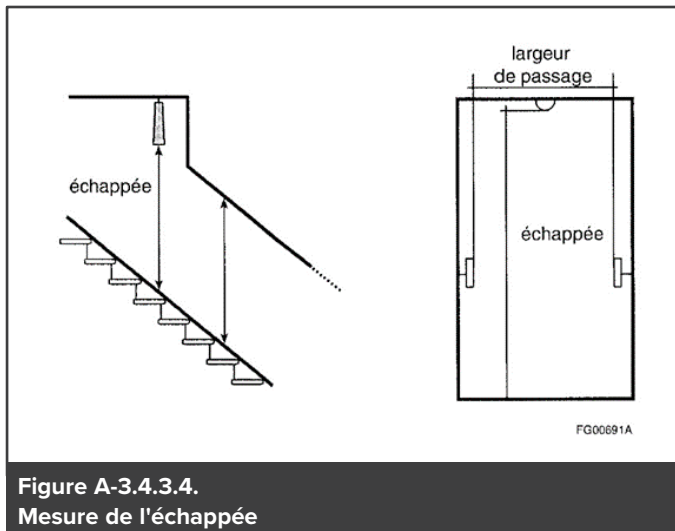 largeur
de passage
échappée
échappée
FG00691A
Figure A-3.4.3.4.
Mesure de l'échappée